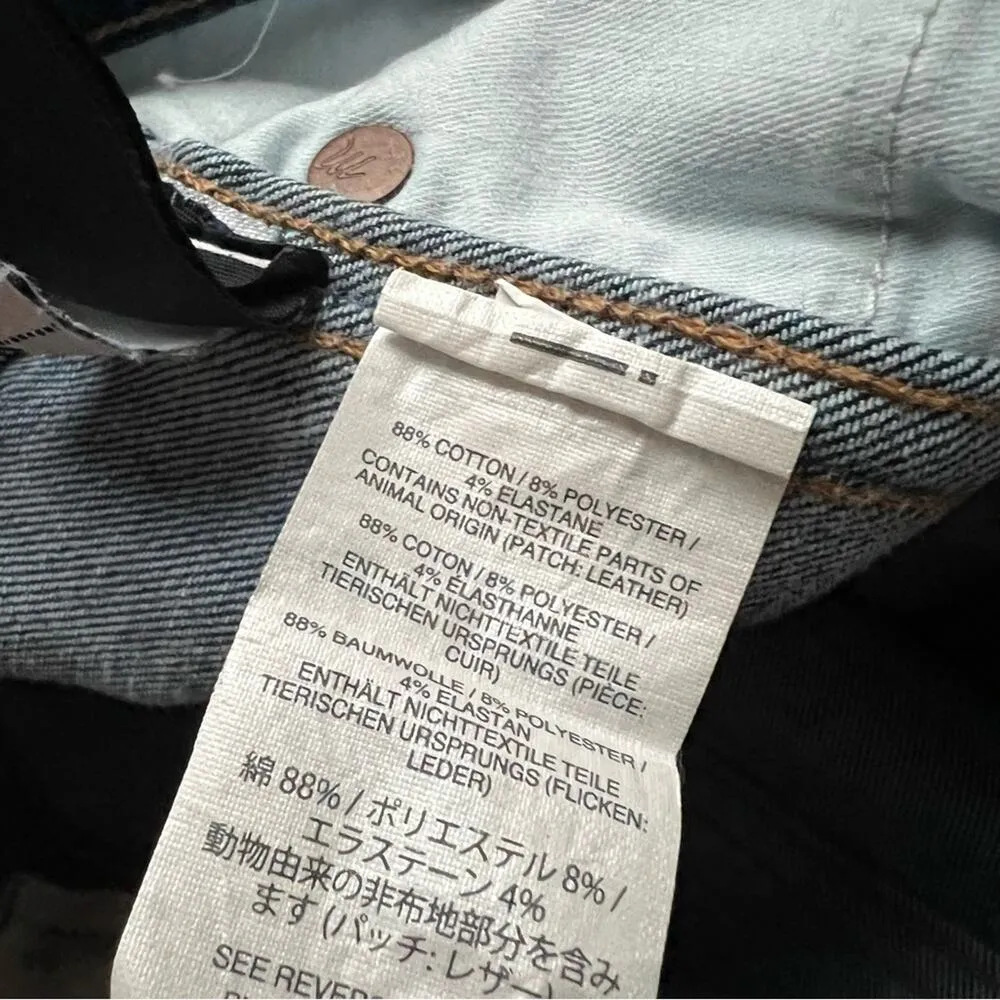 88% COTTON / 8% POLYESTER /
4% ELASTANE
CONTAINS NON-TEXTILE PARTS OF
ANIMAL ORIGIN (PATCH: LEATHER)
88% COTON / 8% POLYESTER /
4% ÉLASTHANNE
ENTHÄLT NICHTTEXTILE TEILE
TIERISCHEN URSPRUNGS (PIÈCE:
CUIR)
88% BAUMWOLLE / 8% POLYESTER /
4% ELASTAN
ENTHÄLT NICHTTEXTILE TEILE
TIERISCHEN URSPRUNGS (FLICKEN:
LEDER)
綿 88% / ポリエステル 8% /
エラステーン 4%
動物由来の非布地部分を含み
ます (パッチ: レザー)
SEE REVER